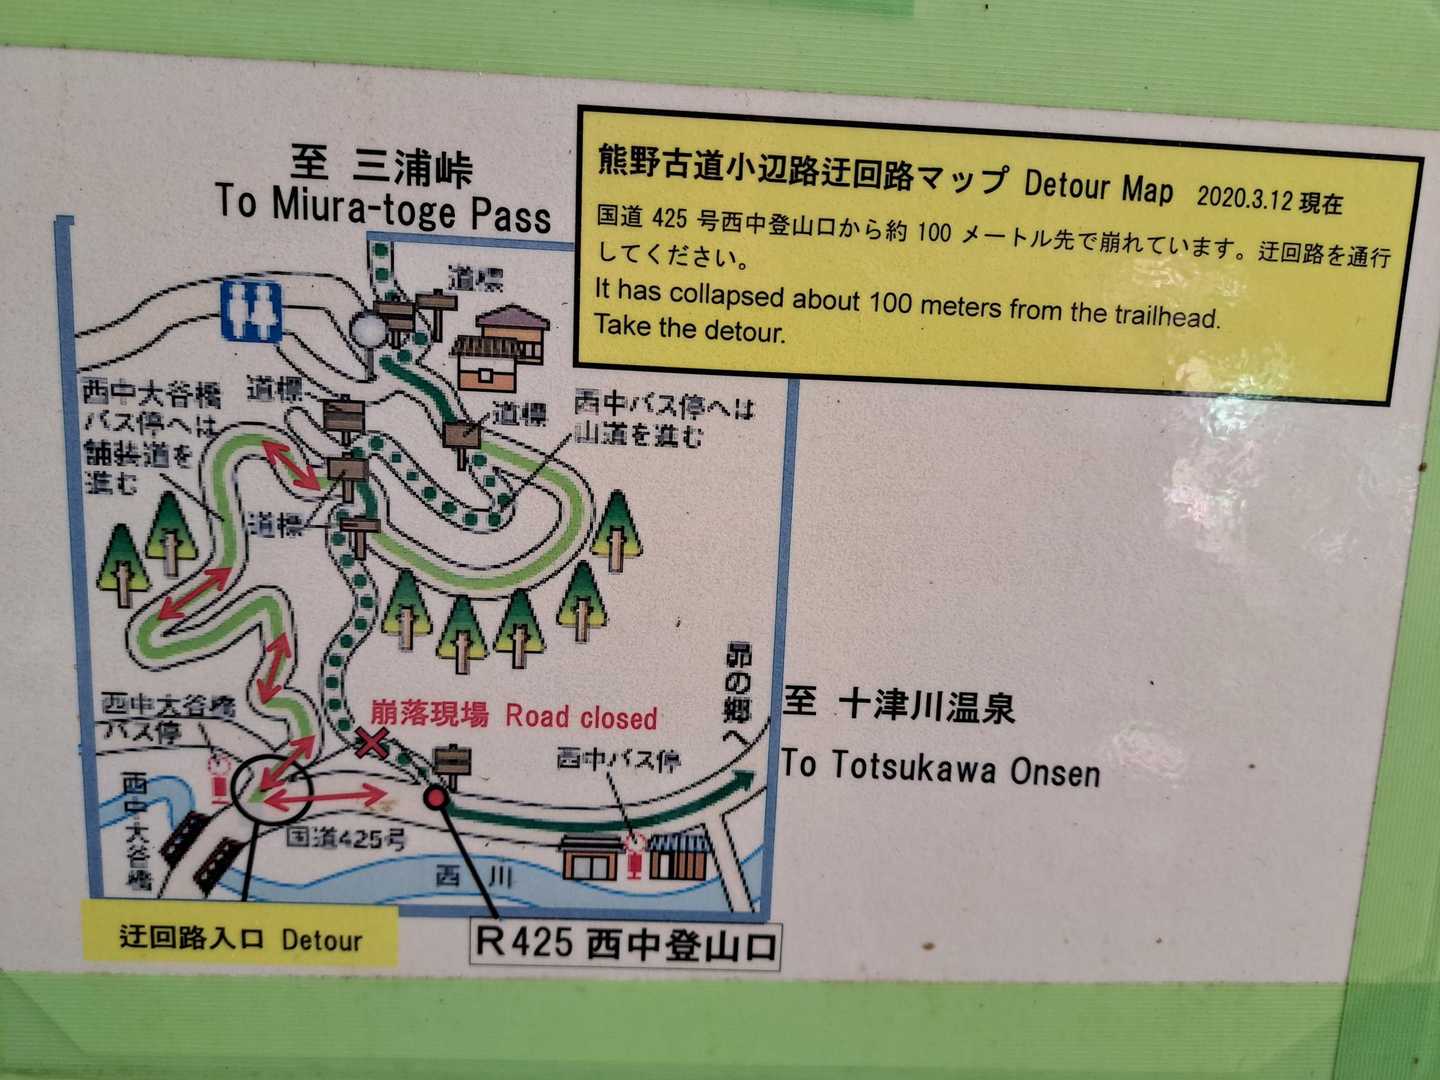 至 三浦峠
To Miura-toge Pass
熊野古道小辺路迂回路マップ Detour Map 2020.3.12 現在
国道 425 号西中登山口から約 100 メートル先で崩れています。迂回路を通行
してください。
It has collapsed about 100 meters from the trailhead.
Take the detour.
道標
西中大谷橋
バス停へは
舗装道を
進む
道標
道標
西中バス停へは
山道を進む
道標
崩落現場 Road closed
西中大谷橋
バス停
西中バス停
昴の郷へ
至 十津川温泉
To Totsukawa Onsen
西中大谷橋
国道425号
西 川
迂回路入口 Detour
R425 西中登山口